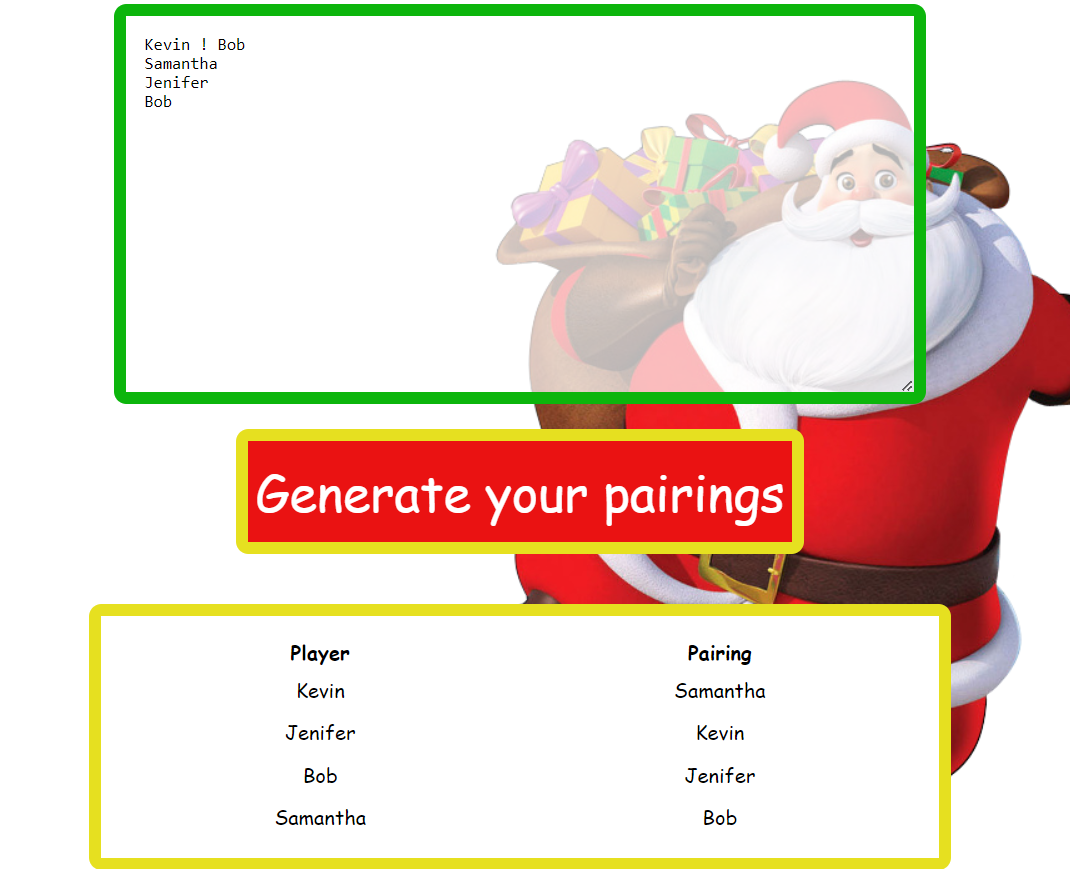 Kevin ! Bob
Samantha
Jenifer
Bob
Generate your pairings
Player Pairing
Kevin Samantha
Jenifer Kevin
Bob Jenifer
Samantha Bob